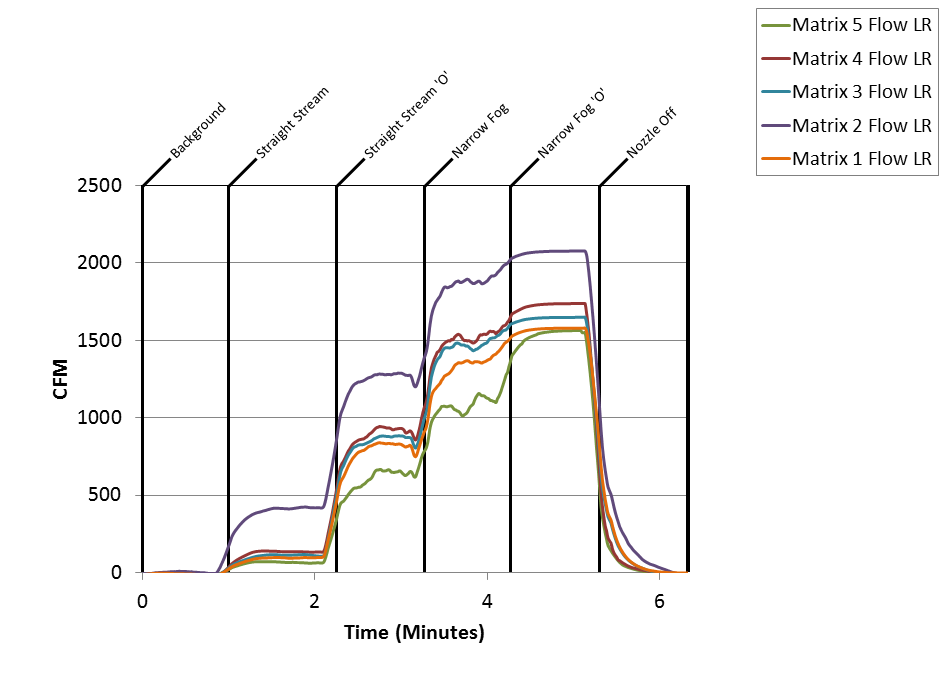 Matrix 5 Flow LR
Matrix 4 Flow LR
Matrix 3 Flow LR
Matrix 2 Flow LR
Matrix 1 Flow LR
Background
Straight Stream
Straight Stream 'O'
Narrow Fog
Narrow Fog 'O'
Nozzle Off
2500
2000
1500
1000
500
0
CFM
0 2 4 6
Time (Minutes)